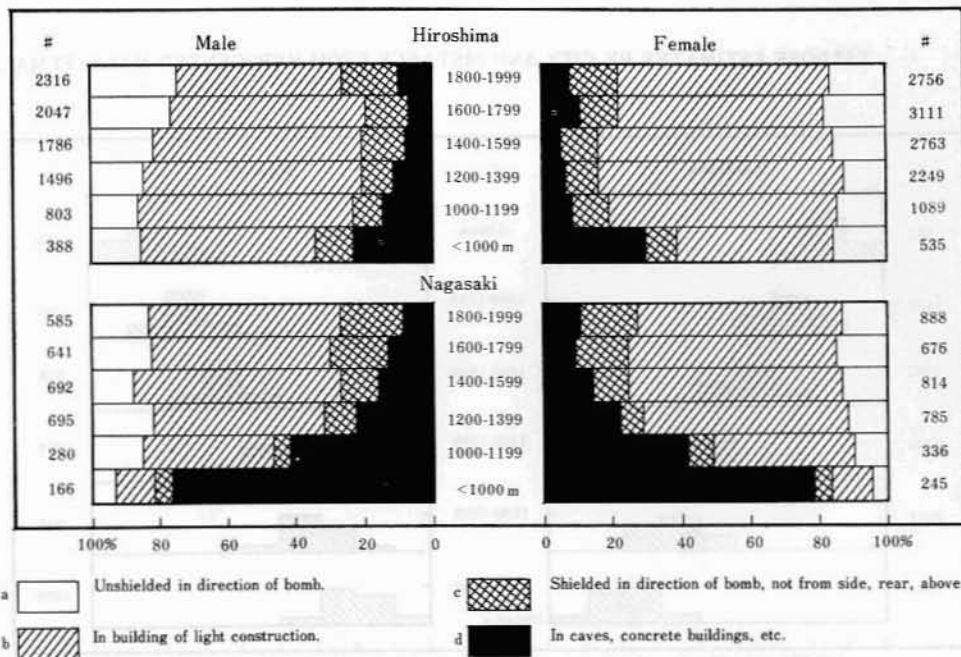 Hiroshima
# Male Female #
2316 1800-1999 2756
2047 1600-1799 3111
1786 1400-1599 2763
1496 1200-1399 2249
803 1000-1199 1089
388 <1000 m 535
Nagasaki
585 1800-1999 888
641 1600-1799 676
692 1400-1599 814
695 1200-1399 785
280 1000-1199 336
166 <1000 m 245
100% 80 60 40 20 0 0 20 40 60 80 100%
a Unshielded in direction of bomb.
b In building of light construction.
c Shielded in direction of bomb, not from side, rear, above
d In caves, concrete buildings, etc.